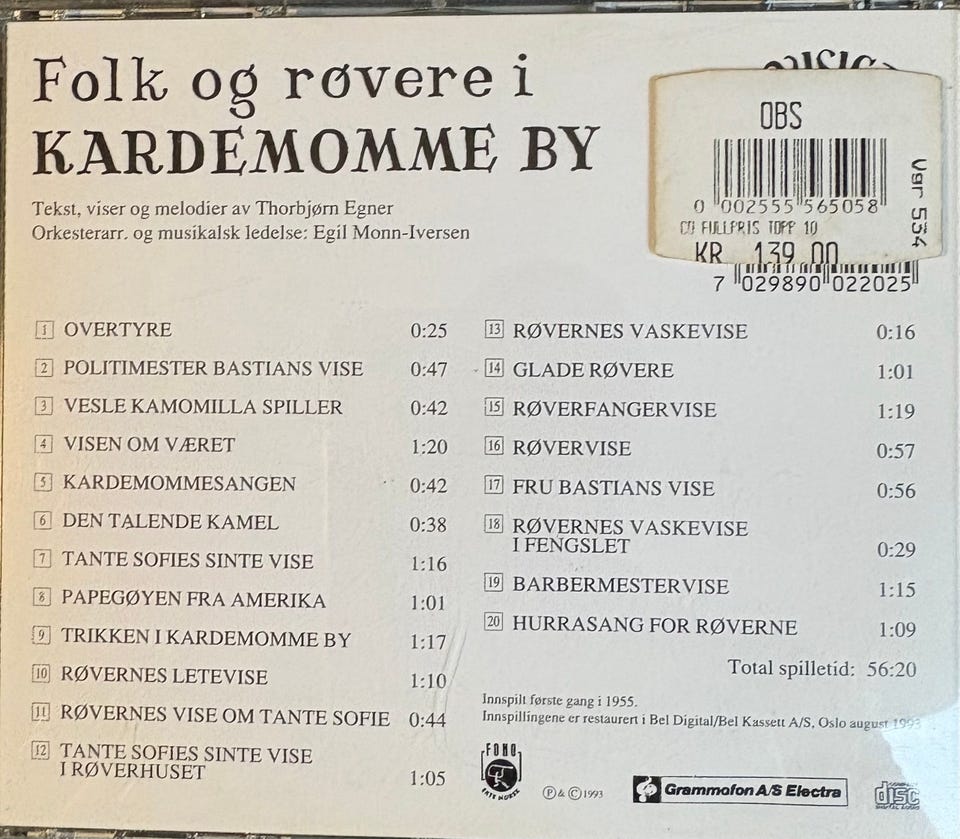 Folk og røvere i
KARDEMOMME BY
Tekst, viser og melodier av Thorbjørn Egner
Orkesterarr. og musikalsk ledelse: Egil Monn-Iversen
OBS
0 002555 565058
CD FULLPRIS TOPP 10
KR 139 00
Var 534
7 029890 022025
1 OVERTYRE 0:25
2 POLITIMESTER BASTIANS VISE 0:47
3 VESLE KAMOMILLA SPILLER 0:42
4 VISEN OM VÆRET 1:20
5 KARDEMOMMESANGEN 0:42
6 DEN TALENDE KAMEL 0:38
7 TANTE SOFIES SINTE VISE 1:16
8 PAPEGØYEN FRA AMERIKA 1:01
9 TRIKKEN I KARDEMOMME BY 1:17
10 RØVERNES LETEVISE 1:10
11 RØVERNES VISE OM TANTE SOFIE 0:44
12 TANTE SOFIES SINTE VISE
I RØVERHUSET 1:05
13 RØVERNES VASKEVISE 0:16
14 GLADE RØVERE 1:01
15 RØVERFANGERVISE 1:19
16 RØVERVISE 0:57
17 FRU BASTIANS VISE 0:56
18 RØVERNES VASKEVISE
I FENGSLET 0:29
19 BARBERMESTERVISE 1:15
20 HURRASANG FOR RØVERNE 1:09
Total spilletid: 56:20
Innspilt første gang i 1955.
Innspillingene er restaurert i Bel Digital/Bel Kassett A/S, Oslo august 1993
FONO
Ⓟ & © 1993
Grammofon A/S Electra
COMPACT
disc
DIGITAL AUDIO